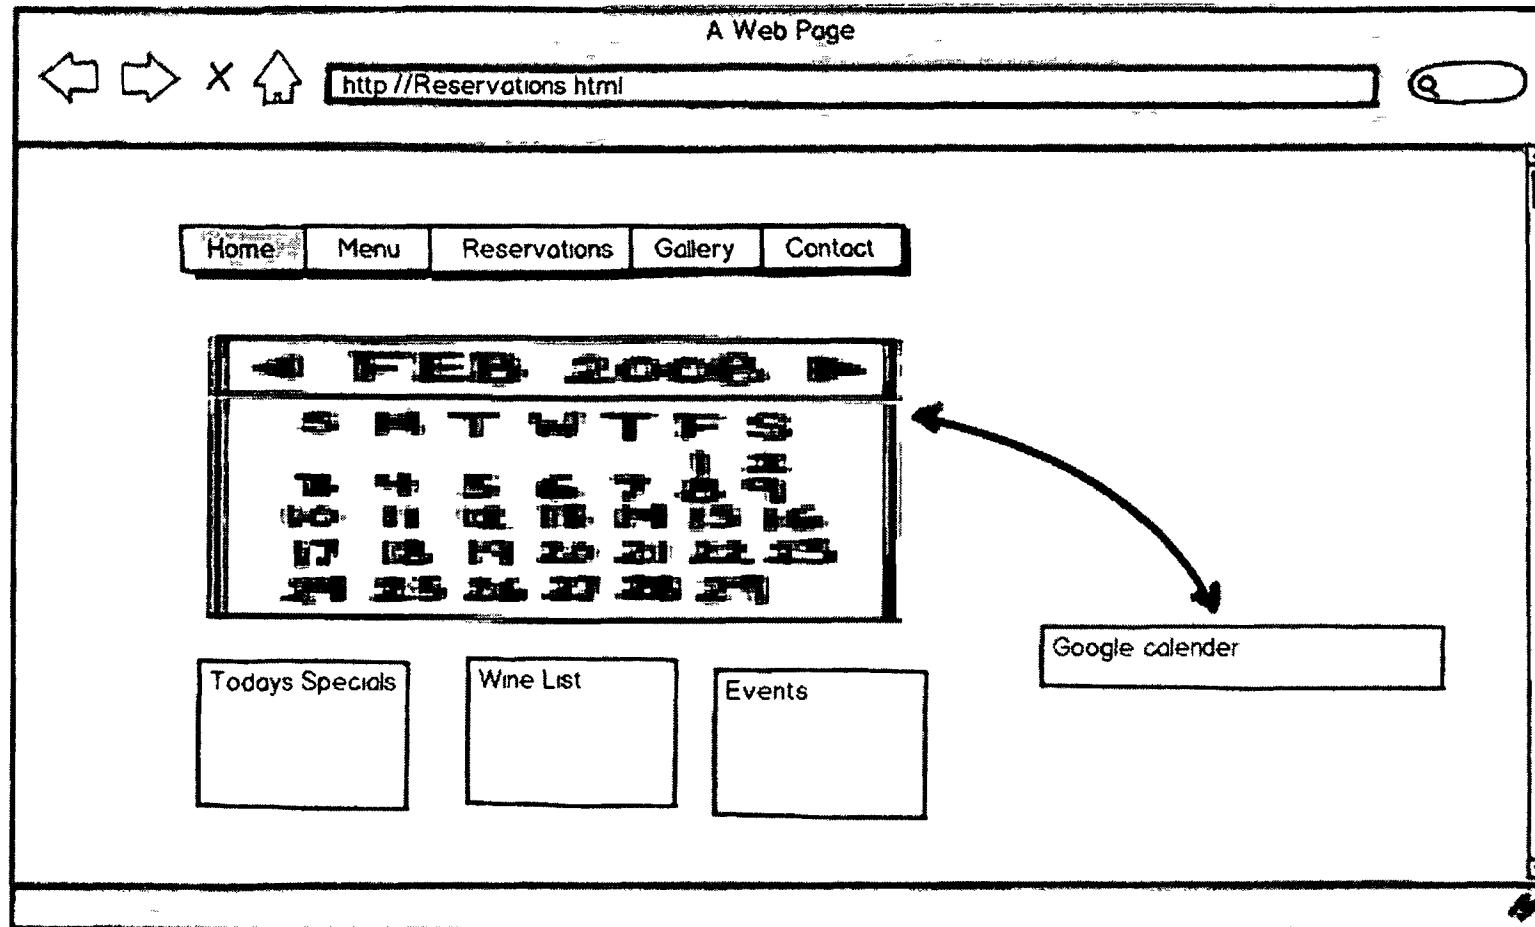 A Web Page
http //Reservations html
Home Menu Reservations Gallery Contact
FEB 2008
S M T W T F S
1 2
3 4 5 6 7 8 9
10 11 12 13 14 15 16
17 18 19 20 21 22 23
24 25 26 27 28 29
Google calender
Todays Specials Wine List Events